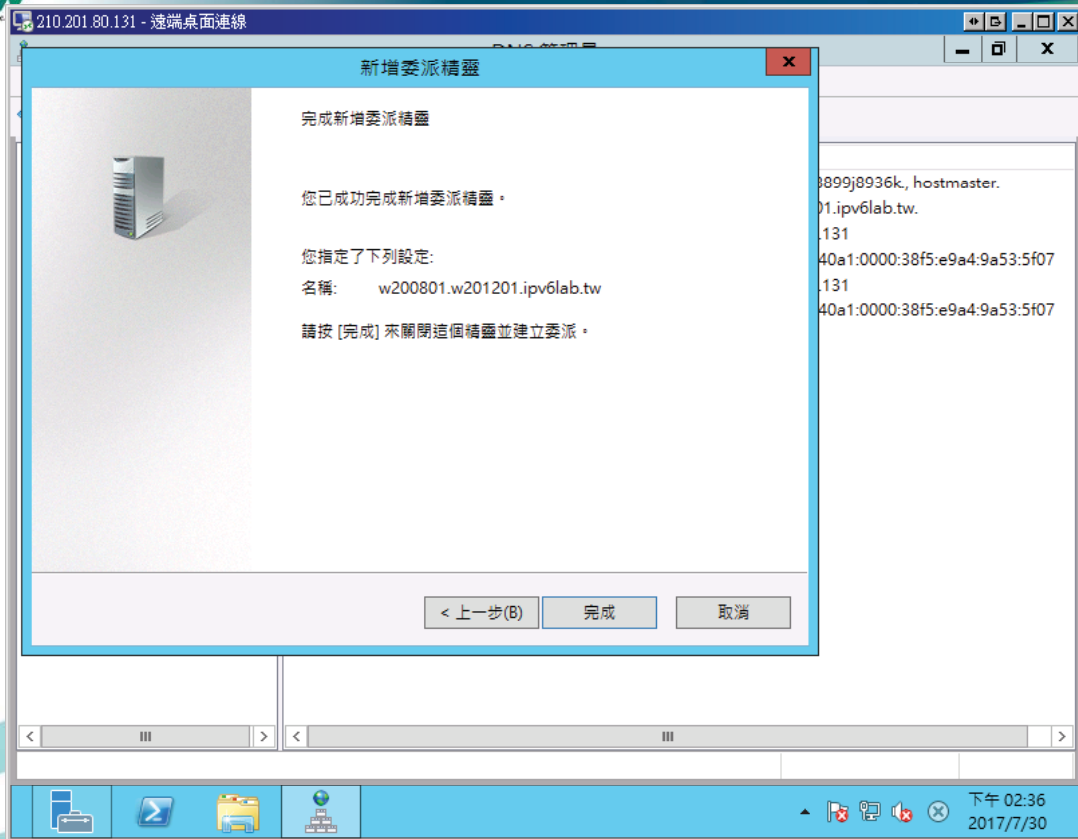 210.201.80.131 - 遠端桌面連線
新增委派精靈
完成新增委派精靈
您已成功完成新增委派精靈。
您指定了下列設定:
名稱: w200801.w201201.ipv6lab.tw
請按 [完成] 來關閉這個精靈並建立委派。
< 上一步(B)
完成
取消
3899j8936k., hostmaster.
01.ipv6lab.tw.
.131
40a1:0000:38f5:e9a4:9a53:5f07
.131
40a1:0000:38f5:e9a4:9a53:5f07
下午 02:36
2017/7/30